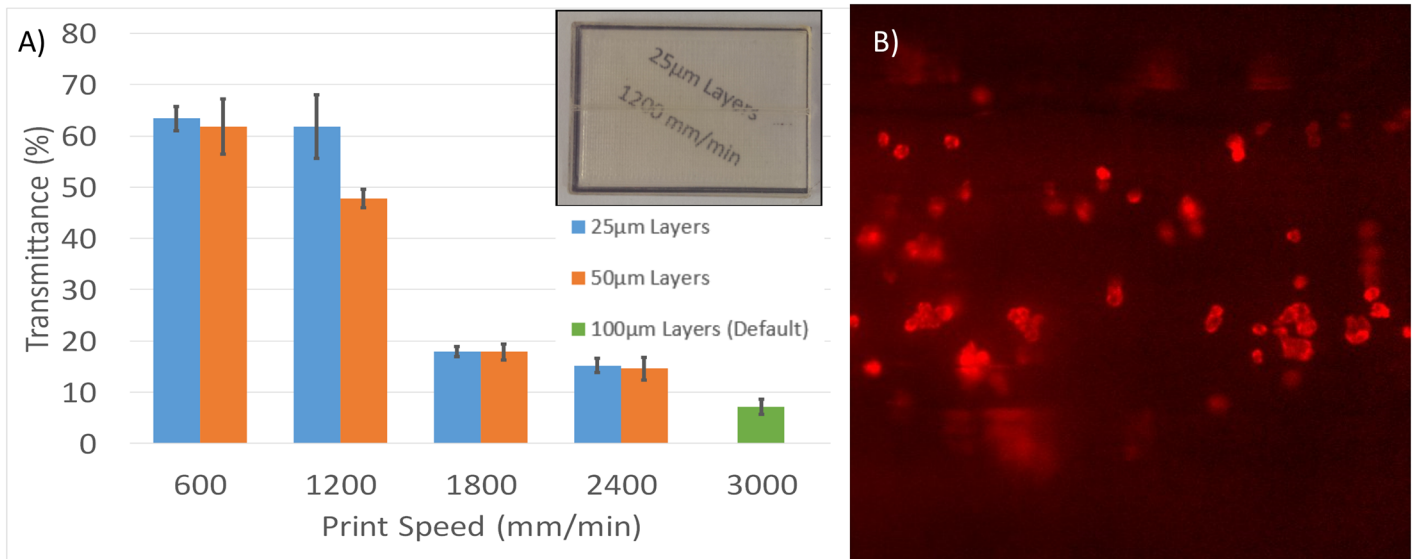 A)
80
70
60
50
40
30
20
10
0
Transmittance (%)
600 1200 1800 2400 3000
Print Speed (mm/min)
25µm Layers
1200 mm/min
25µm Layers
50µm Layers
100µm Layers (Default)
B)